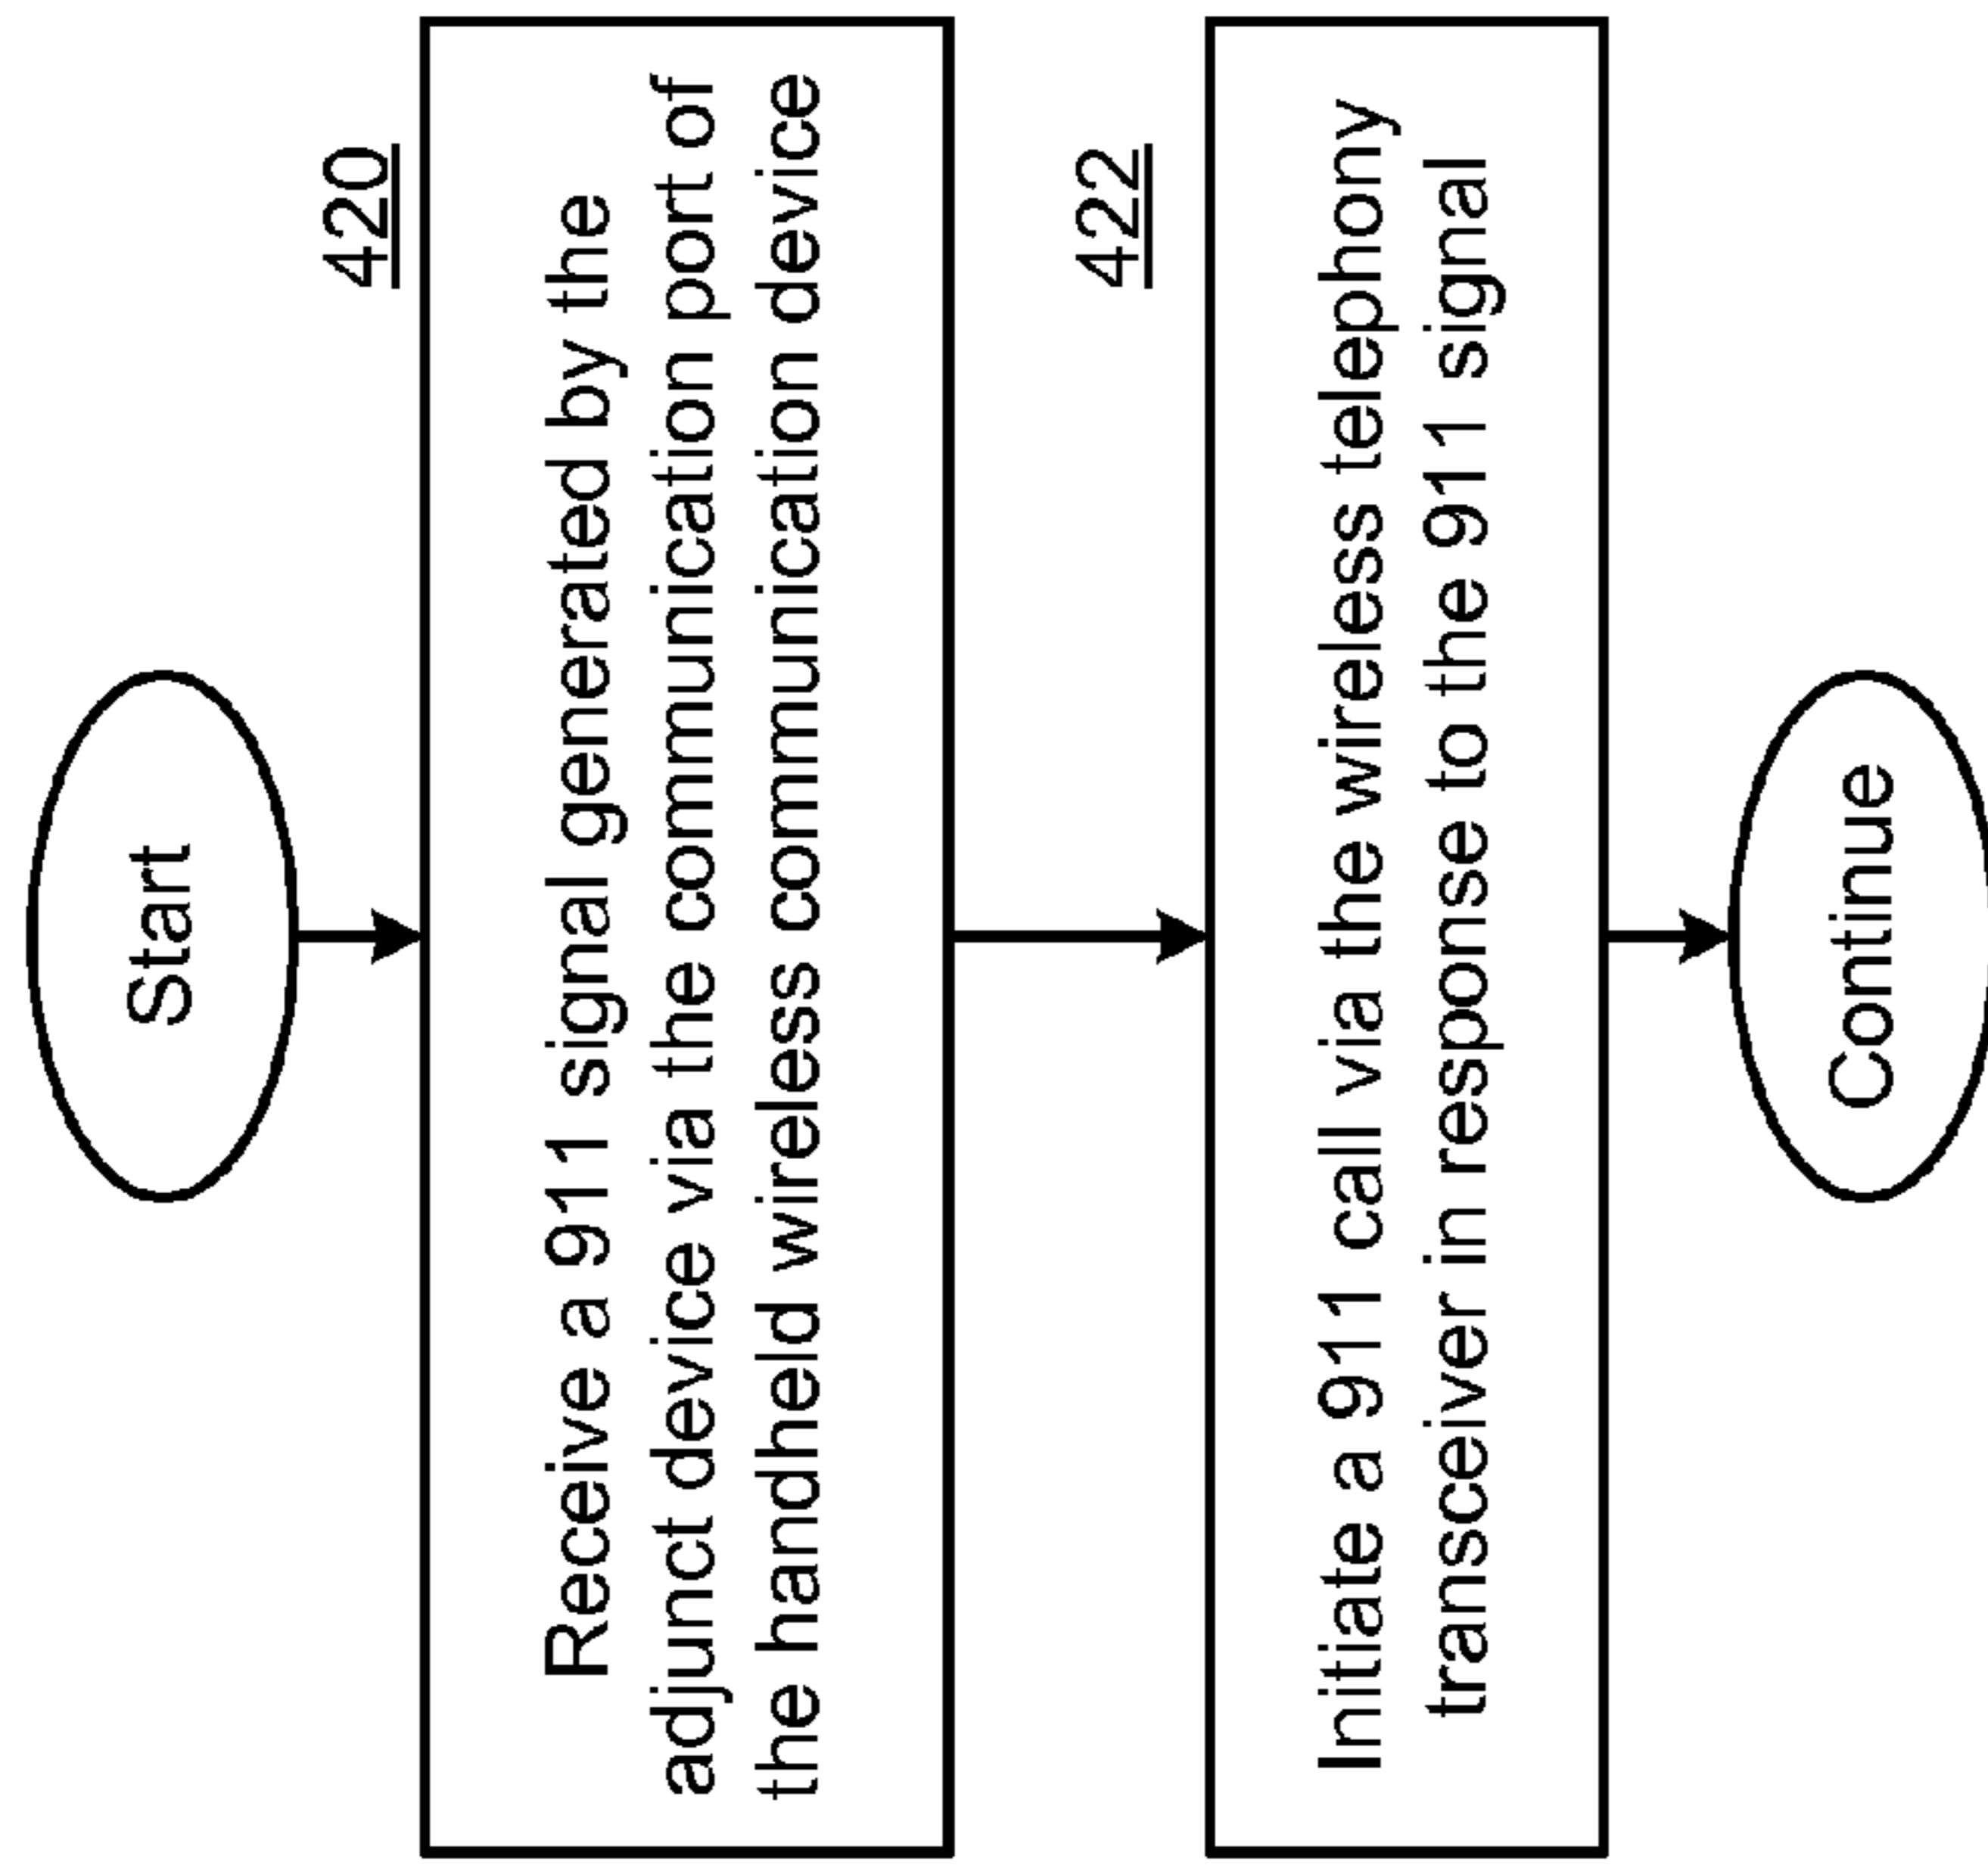 Start
420
Receive a 911 signal generated by the
adjunct device via the communication port of
the handheld wireless communication device
422
Initiate a 911 call via the wireless telephony
transceiver in response to the 911 signal
Continue